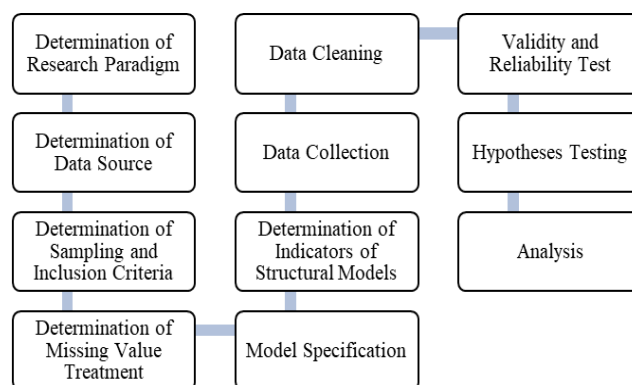 Determination of
Research Paradigm
Determination of
Data Source
Determination of
Sampling and
Inclusion Criteria
Determination of
Missing Value
Treatment
Model Specification
Determination of
Indicators of
Structural Models
Data Collection
Data Cleaning
Validity and
Reliability Test
Hypotheses Testing
Analysis